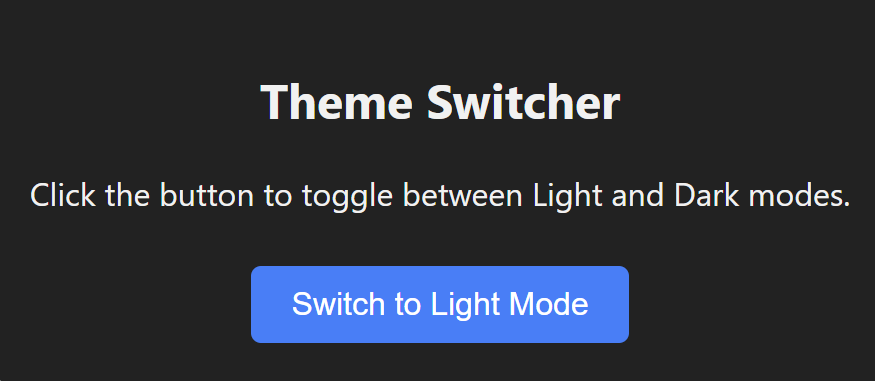 Theme Switcher
Click the button to toggle between Light and Dark modes.
Switch to Light Mode